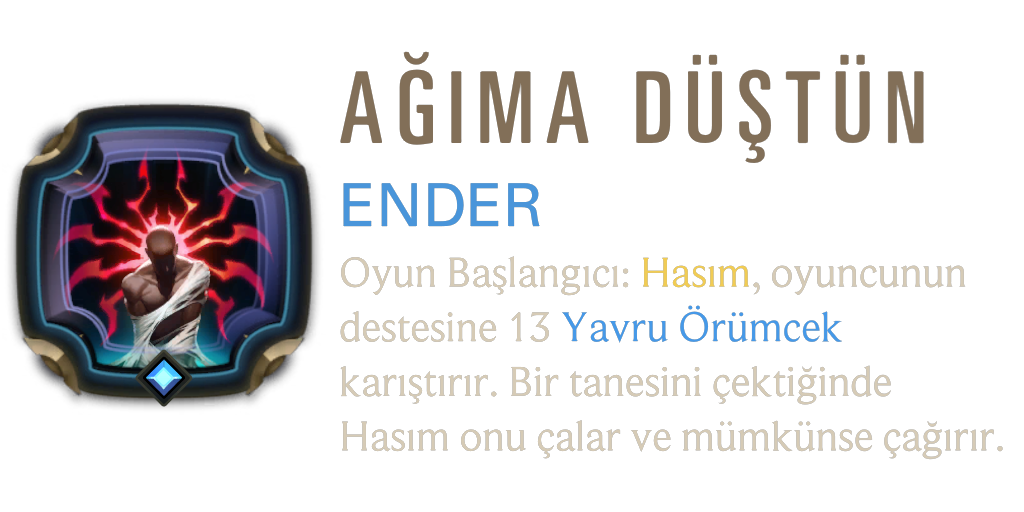 AĞIMA DÜŞTÜN
ENDER
Oyun Başlangıcı: Hasım, oyuncunun
destesine 13 Yavru Örümcek
karıştırır. Bir tanesini çektiğinde
Hasım onu çalar ve mümkünse çağırır.